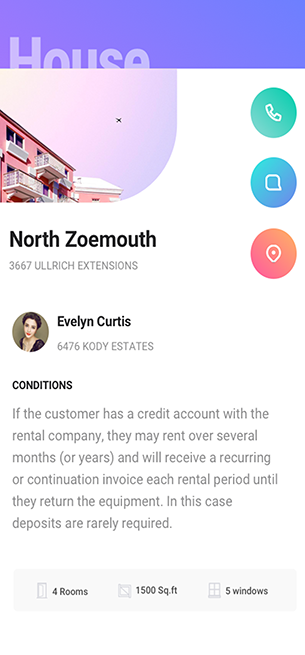 House
North Zoemouth
3667 ULLRICH EXTENSIONS
Evelyn Curtis
6476 KODY ESTATES
CONDITIONS
If the customer has a credit account with the
rental company, they may rent over several
months (or years) and will receive a recurring
or continuation invoice each rental period until
they return the equipment. In this case
deposits are rarely required.
4 Rooms
1500 Sq.ft
5 windows